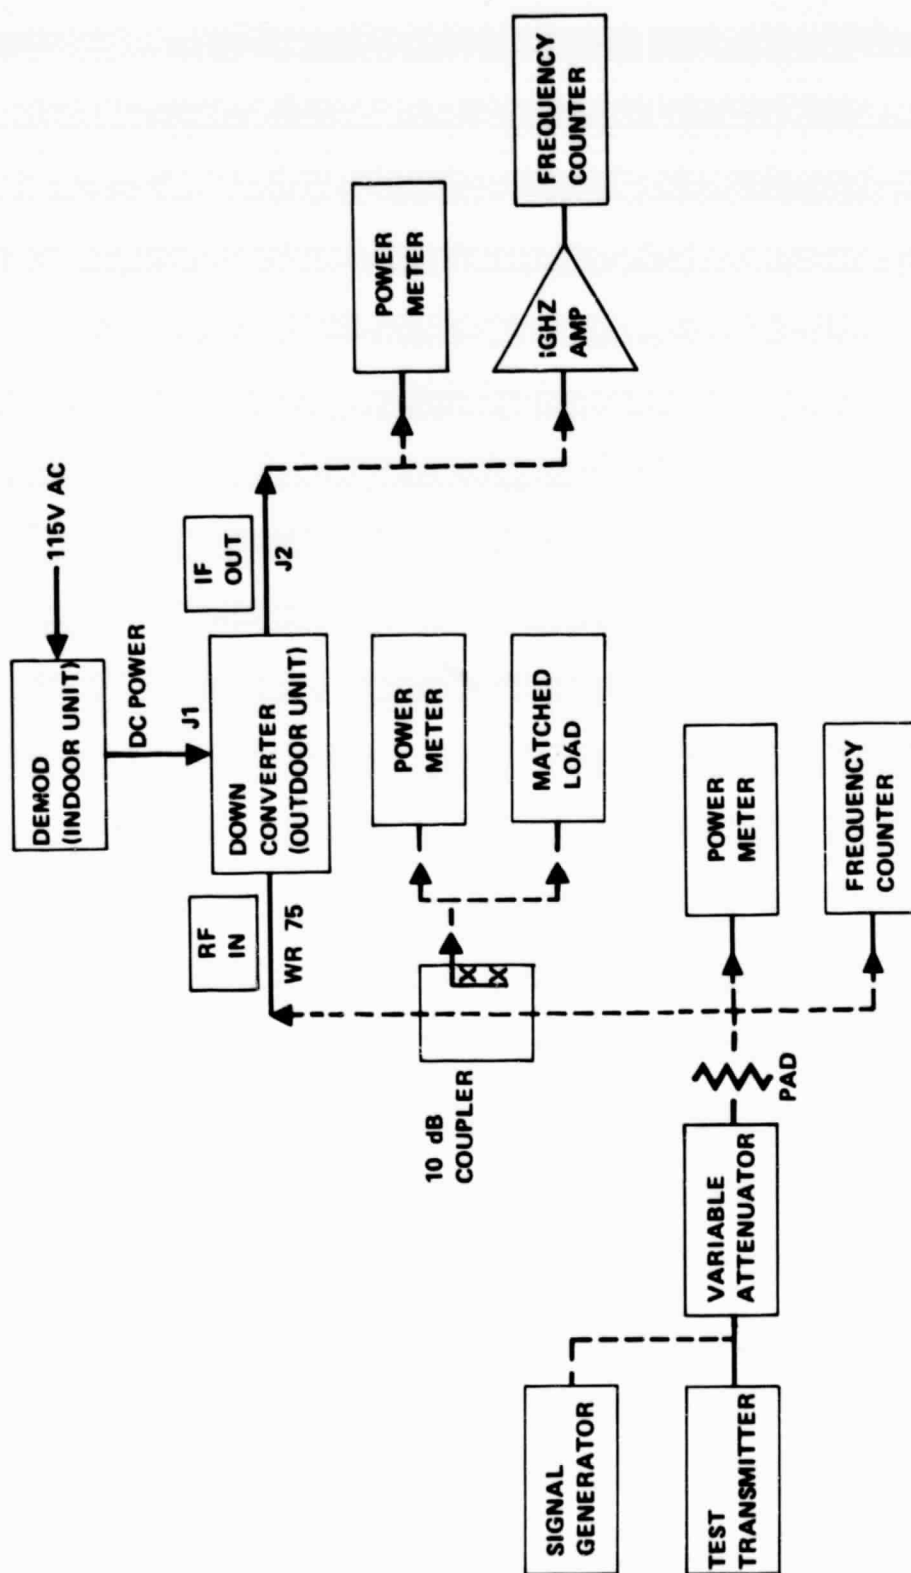 SIGNAL
GENERATOR
TEST
TRANSMITTER
VARIABLE
ATTENUATOR
PAD
POWER
METER
FREQUENCY
COUNTER
10 dB
COUPLER
POWER
METER
MATCHED
LOAD
RF
IN
WR 75
DOWN
CONVERTER
(OUTDOOR UNIT)
DEMOD
(INDOOR UNIT)
DC POWER
J1
115V AC
IF
OUT
J2
POWER
METER
iGHZ
AMP
FREQUENCY
COUNTER